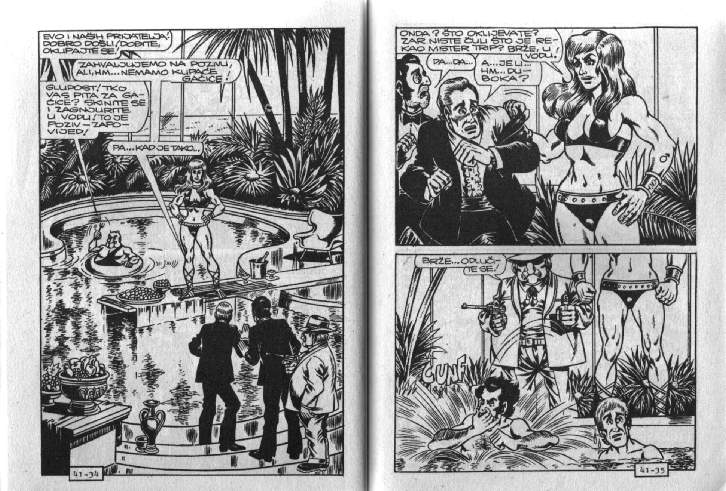 EVO I NAŠIH PRIJATELJA!
DOBRO DOŠLI! DOĐITE,
OKUPAJTE SE!
ZAHVALJUJEMO NA POZIVU,
ALI, HM... NEMAMO KUPAĆE
GAĆICE!
GLUPOST! TKO
VAS PITA ZA GA-
ĆICE? SKINITE SE
I ZAGNJURITE
U VODU! TO JE
POZIV-ZAPO-
VIJED!
PA... KAD JE TAKO...
41-34
ONDA? ŠTO OKLIJEVATE?
ZAR NISTE ČULI ŠTO JE RE-
KAO MISTER TRIP? BRŽE, U
VODU!
DA...DA...
A... JE LI...
HM... DU-
BOKA?
BRŽE... ODLUČI-
TE SE!
GUNF!
41-35